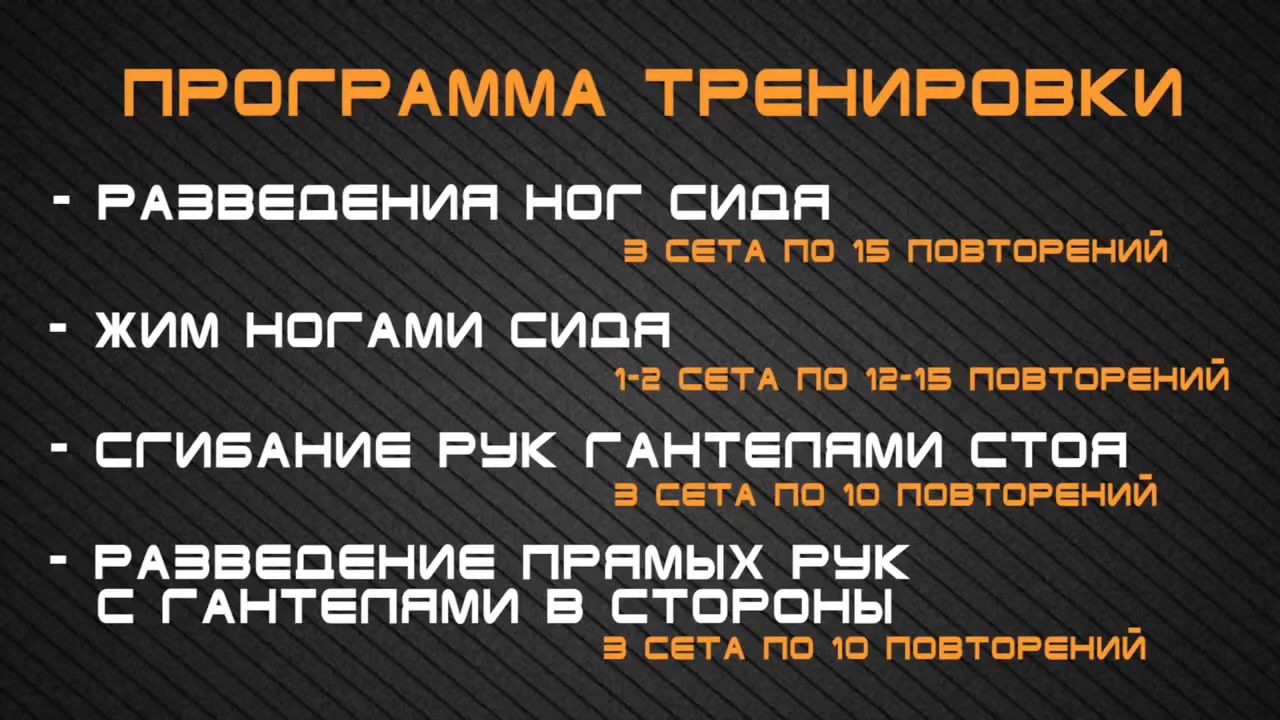 ПРОГРАММА ТРЕНИРОВКИ
- РАЗВЕДЕНИЯ НОГ СИДЯ
3 СЕТА ПО 15 ПОВТОРЕНИЙ
- ЖИМ НОГАМИ СИДЯ
1-2 СЕТА ПО 12-15 ПОВТОРЕНИЙ
- СГИБАНИЕ РУК ГАНТЕЛЯМИ СТОЯ
3 СЕТА ПО 10 ПОВТОРЕНИЙ
- РАЗВЕДЕНИЕ ПРЯМЫХ РУК
С ГАНТЕЛЯМИ В СТОРОНЫ
3 СЕТА ПО 10 ПОВТОРЕНИЙ